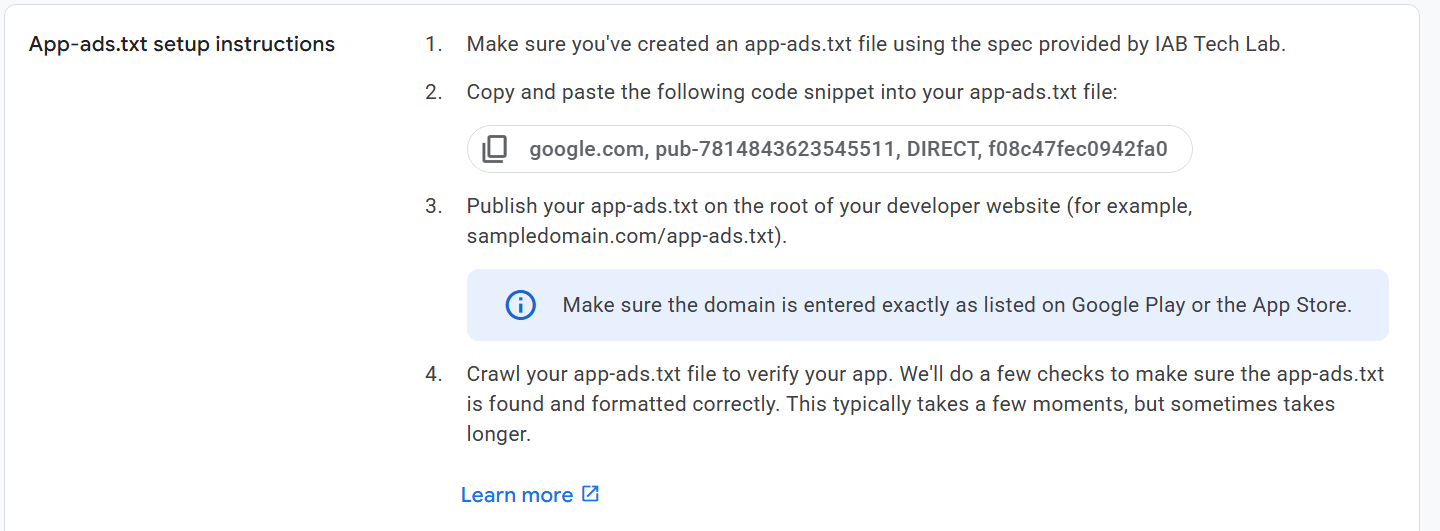 App-ads.txt setup instructions
1. Make sure you've created an app-ads.txt file using the spec provided by IAB Tech Lab.
2. Copy and paste the following code snippet into your app-ads.txt file:
google.com, pub-7814843623545511, DIRECT, f08c47fec0942fa0
3. Publish your app-ads.txt on the root of your developer website (for example,
sampledomain.com/app-ads.txt).
Make sure the domain is entered exactly as listed on Google Play or the App Store.
4. Crawl your app-ads.txt file to verify your app. We'll do a few checks to make sure the app-ads.txt
is found and formatted correctly. This typically takes a few moments, but sometimes takes
longer.
Learn more